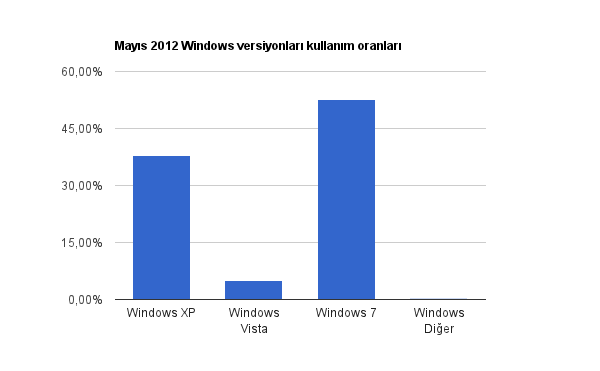 Mayıs 2012 Windows versiyonları kullanım oranları
60,00%
45,00%
30,00%
15,00%
0,00%
Windows XP
Windows
Vista
Windows 7
Windows
Diğer